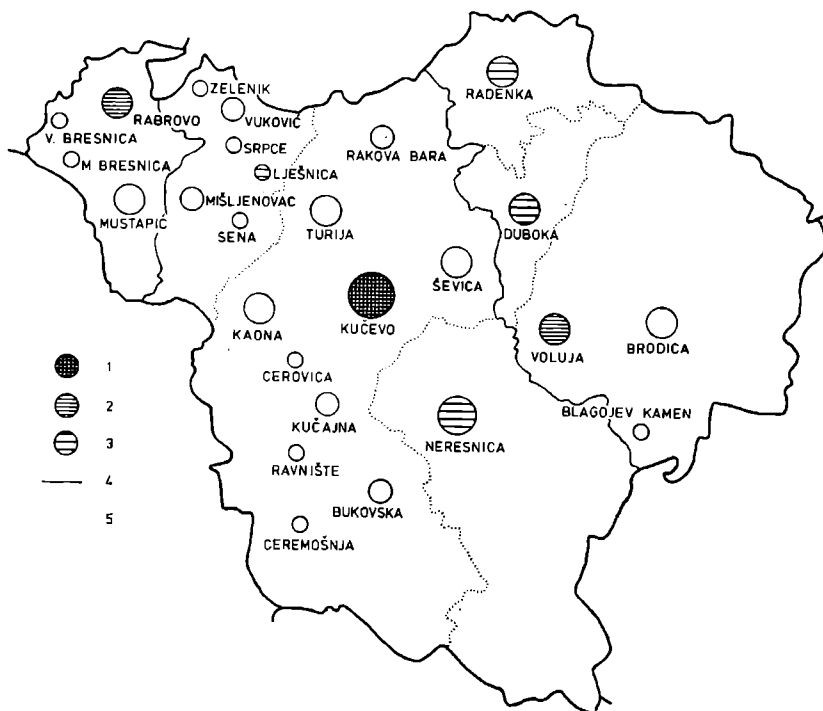 RADENKA
ZELENIK
RABROVO
VUKOVIĆ
V. BRESNICA
SRPCE
RAKOVA BARA
M BRESNICA
LJEŠNICA
MIŠLJENOVAC
MUSTAPIĆ
SENA
TURIJA
DUBOKA
ŠEVICA
KAONA
KUČEVO
VOLUJA
BRODICA
CEROVICA
1
2
KUČAJNA
BLAGOJEV KAMEN
3
NERESNICA
RAVNIŠTE
4
BUKOVSKA
5
CEREMOŠNJA